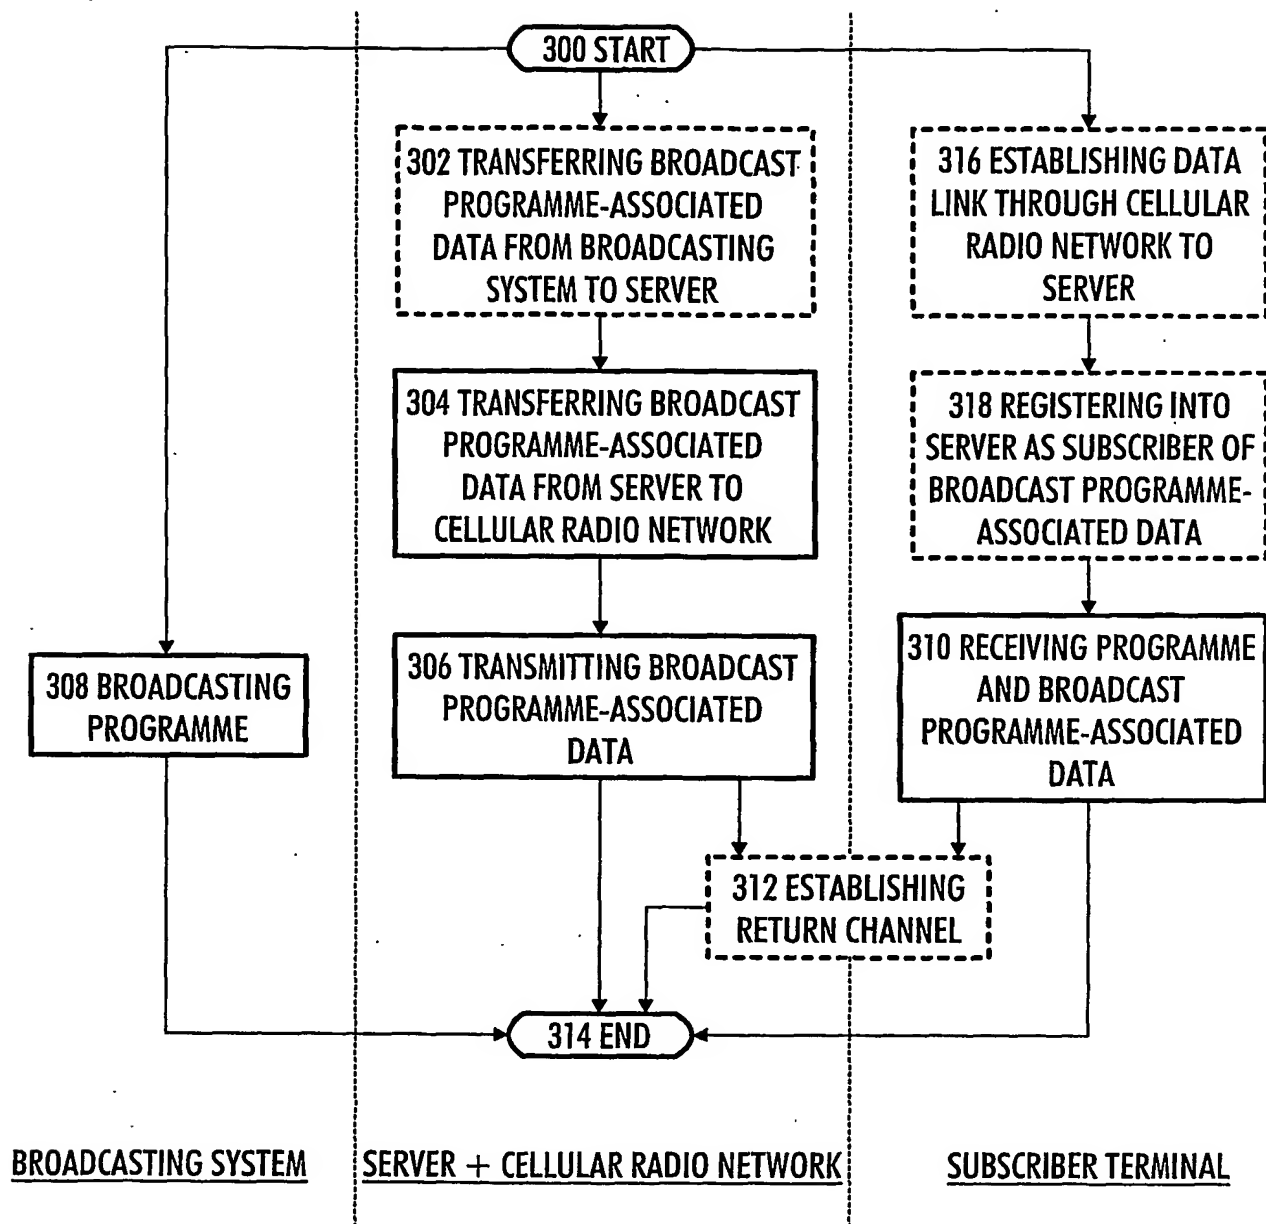 300 START
302 TRANSFERRING BROADCAST
PROGRAMME-ASSOCIATED
DATA FROM BROADCASTING
SYSTEM TO SERVER
316 ESTABLISHING DATA
LINK THROUGH CELLULAR
RADIO NETWORK TO
SERVER
304 TRANSFERRING BROADCAST
PROGRAMME-ASSOCIATED
DATA FROM SERVER TO
CELLULAR RADIO NETWORK
318 REGISTERING INTO
SERVER AS SUBSCRIBER OF
BROADCAST PROGRAMME-
ASSOCIATED DATA
308 BROADCASTING
PROGRAMME
306 TRANSMITTING BROADCAST
PROGRAMME-ASSOCIATED
DATA
310 RECEIVING PROGRAMME
AND BROADCAST
PROGRAMME-ASSOCIATED
DATA
312 ESTABLISHING
RETURN CHANNEL
314 END
BROADCASTING SYSTEM
SERVER + CELLULAR RADIO NETWORK
SUBSCRIBER TERMINAL